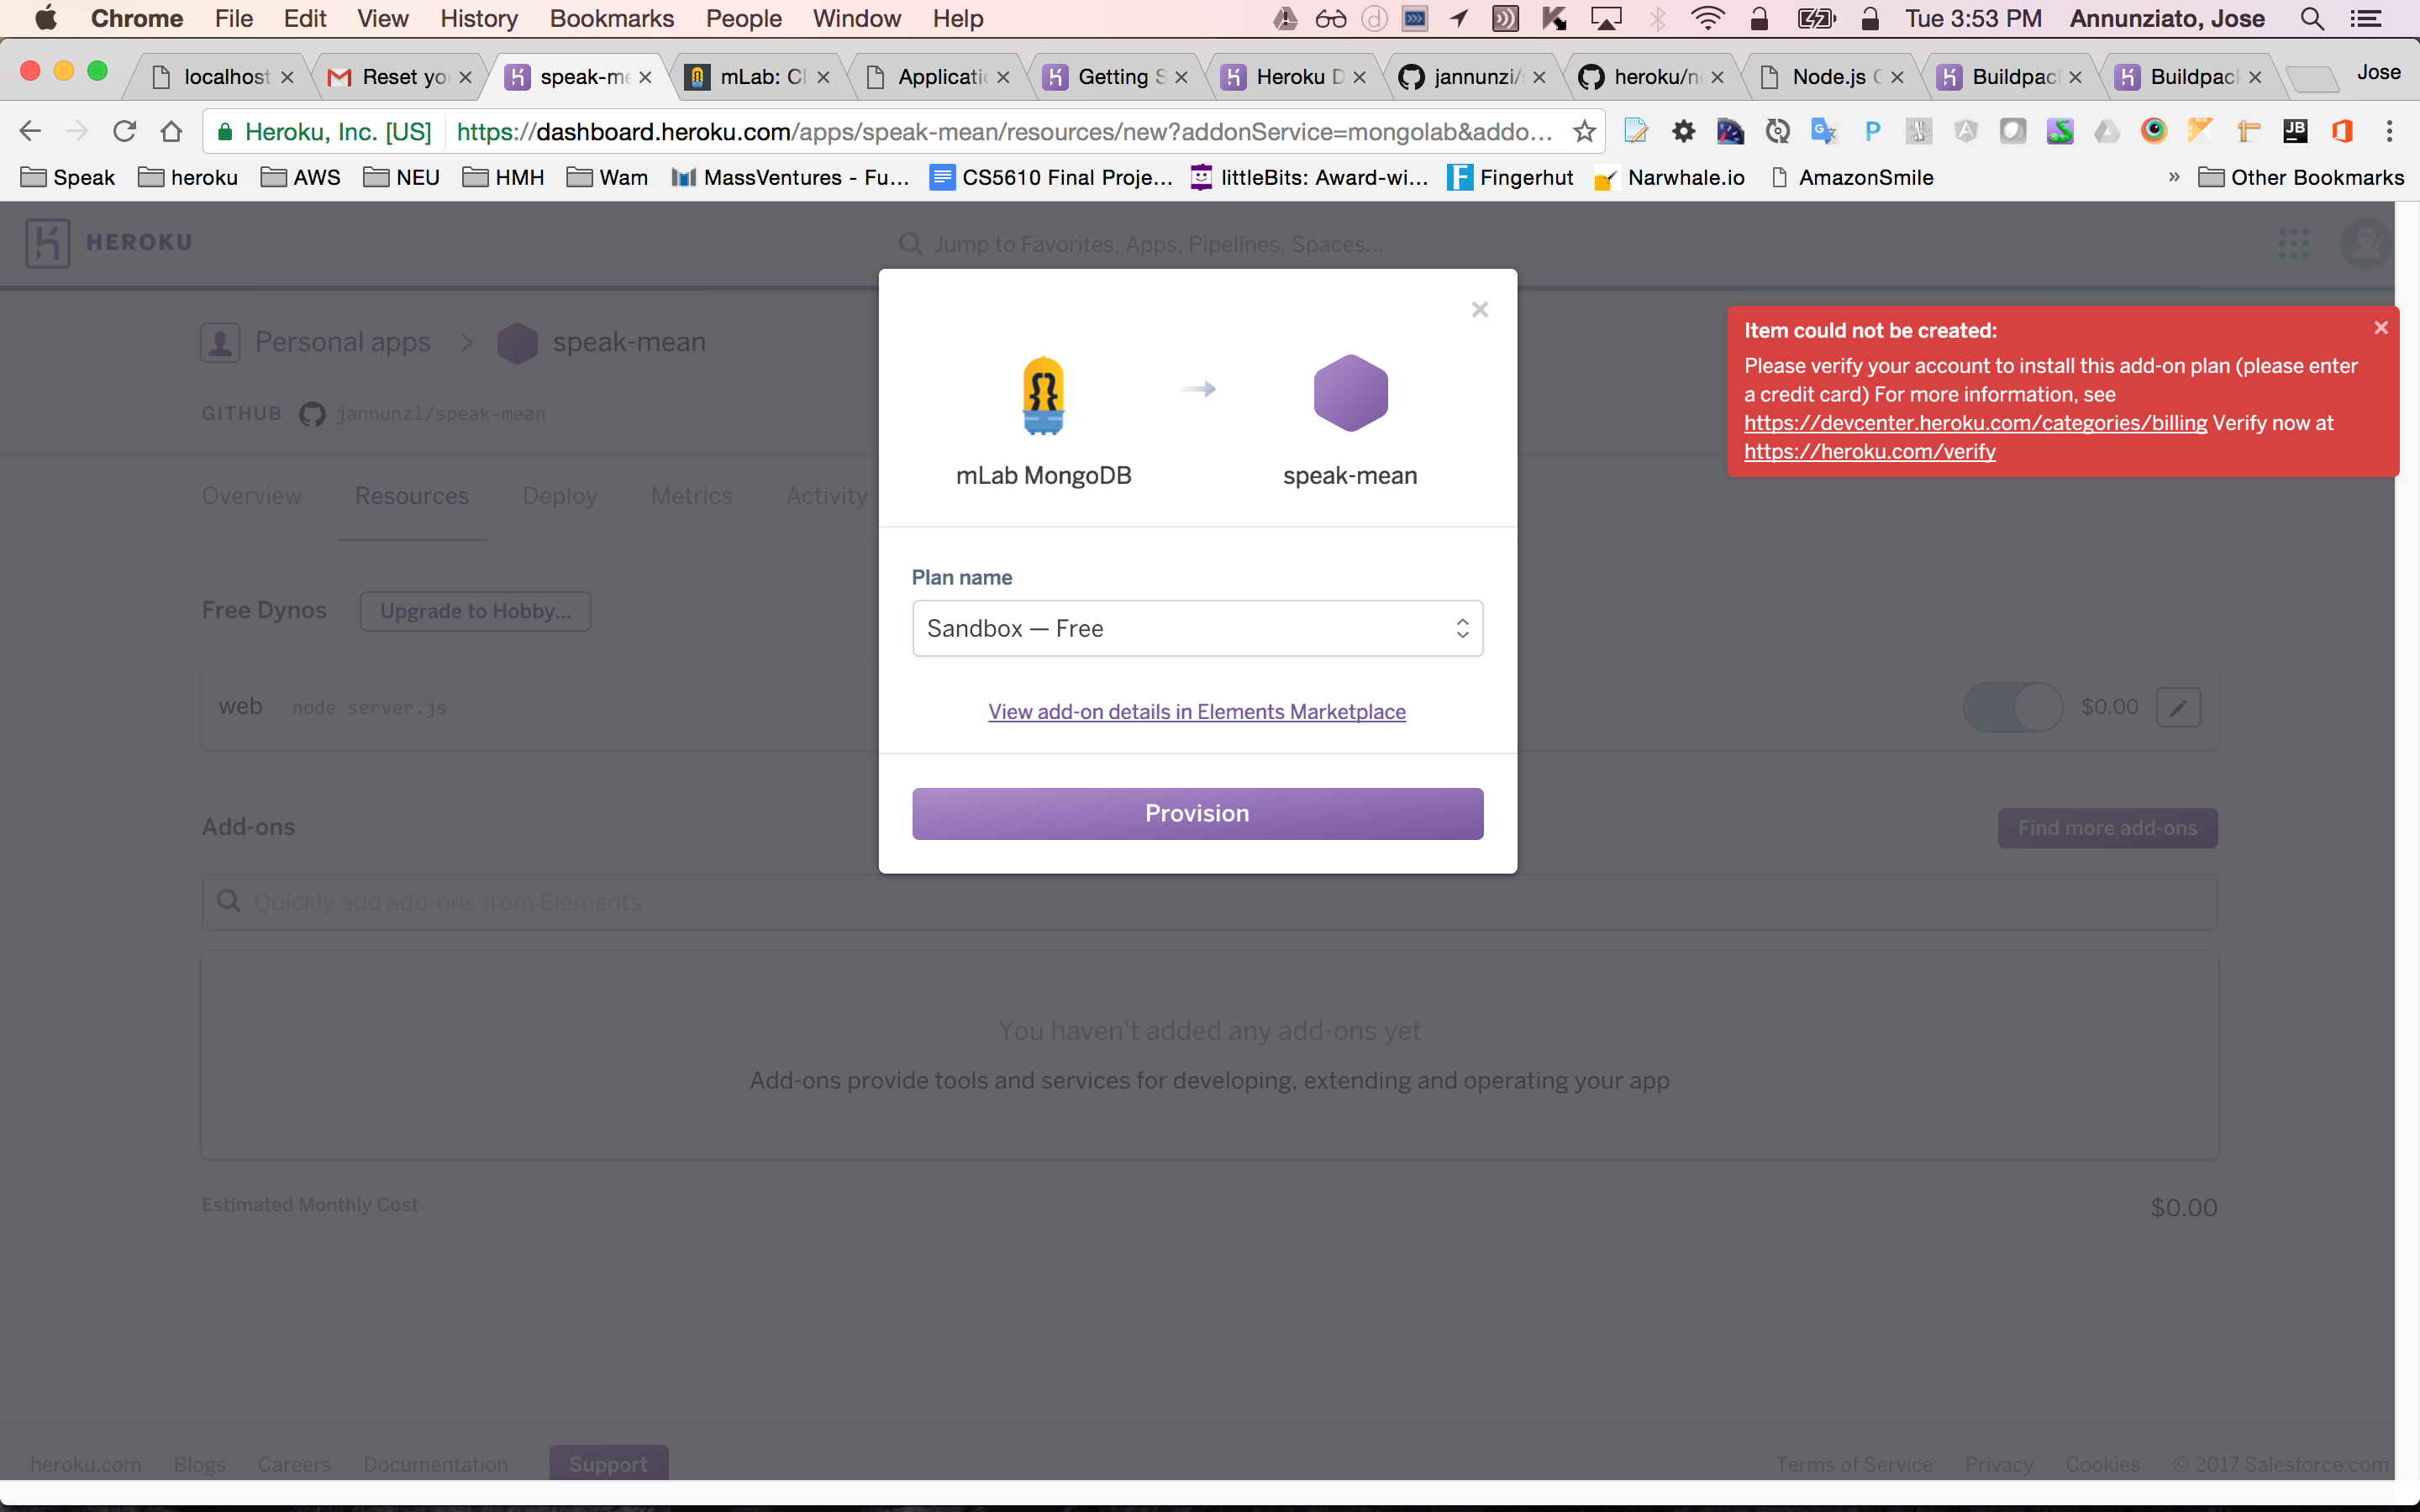 Chrome File Edit View History Bookmarks People Window Help Tue 3:53 PM Annunziato, Jose
localhost Reset yo speak-me mLab: Cl Applicatio Getting S Heroku D jannunzi/ heroku/n Node.js Buildpac Buildpac Jose
Heroku, Inc. [US] https://dashboard.heroku.com/apps/speak-mean/resources/new?addonService=mongolab&addo...
Speak heroku AWS NEU HMH Wam MassVentures - Fu... CS5610 Final Proje... littleBits: Award-wi... Fingerhut Narwhale.io AmazonSmile » Other Bookmarks
HEROKU Jump to Favorites, Apps, Pipelines, Spaces...
Personal apps > speak-mean
GITHUB jannunzi/speak-mean
Overview Resources Deploy Metrics Activity
Item could not be created:
Please verify your account to install this add-on plan (please enter
a credit card) For more information, see
https://devcenter.heroku.com/categories/billing Verify now at
https://heroku.com/verify
mLab MongoDB speak-mean
Plan name
Sandbox — Free
View add-on details in Elements Marketplace
Provision
Free Dynos Upgrade to Hobby...
web node server.js $0.00
Add-ons Find more add-ons
Quickly add add-ons from Elements
You haven't added any add-ons yet
Add-ons provide tools and services for developing, extending and operating your app
Estimated Monthly Cost $0.00
heroku.com Blogs Careers Documentation Support Terms of Service Privacy Cookies © 2017 Salesforce.com